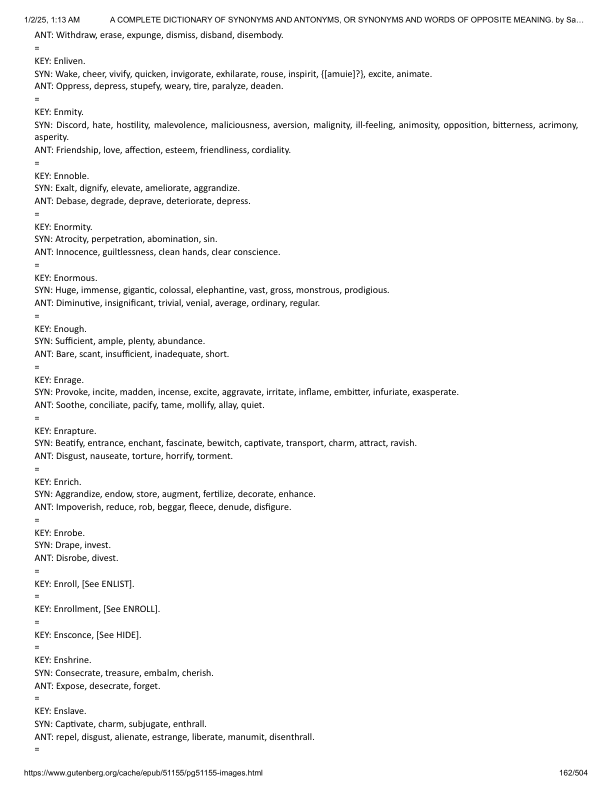 1/2/25, 1:13 AM A COMPLETE DICTIONARY OF SYNONYMS AND ANTONYMS, OR SYNONYMS AND WORDS OF OPPOSITE MEANING. by Sa…
ANT: Withdraw, erase, expunge, dismiss, disband, disembody.
=
KEY: Enliven.
SYN: Wake, cheer, vivify, quicken, invigorate, exhilarate, rouse, inspirit, {[amuie]?}, excite, animate.
ANT: Oppress, depress, stupefy, weary, tire, paralyze, deaden.
=
KEY: Enmity.
SYN: Discord, hate, hostility, malevolence, maliciousness, aversion, malignity, ill-feeling, animosity, opposition, bitterness, acrimony,
asperity.
ANT: Friendship, love, affection, esteem, friendliness, cordiality.
=
KEY: Ennoble.
SYN: Exalt, dignify, elevate, ameliorate, aggrandize.
ANT: Debase, degrade, deprave, deteriorate, depress.
=
KEY: Enormity.
SYN: Atrocity, perpetration, abomination, sin.
ANT: Innocence, guiltlessness, clean hands, clear conscience.
=
KEY: Enormous.
SYN: Huge, immense, gigantic, colossal, elephantine, vast, gross, monstrous, prodigious.
ANT: Diminutive, insignificant, trivial, venial, average, ordinary, regular.
=
KEY: Enough.
SYN: Sufficient, ample, plenty, abundance.
ANT: Bare, scant, insufficient, inadequate, short.
=
KEY: Enrage.
SYN: Provoke, incite, madden, incense, excite, aggravate, irritate, inflame, embitter, infuriate, exasperate.
ANT: Soothe, conciliate, pacify, tame, mollify, allay, quiet.
=
KEY: Enrapture.
SYN: Beatify, entrance, enchant, fascinate, bewitch, captivate, transport, charm, attract, ravish.
ANT: Disgust, nauseate, torture, horrify, torment.
=
KEY: Enrich.
SYN: Aggrandize, endow, store, augment, fertilize, decorate, enhance.
ANT: Impoverish, reduce, rob, beggar, fleece, denude, disfigure.
=
KEY: Enrobe.
SYN: Drape, invest.
ANT: Disrobe, divest.
=
KEY: Enroll, [See ENLIST].
=
KEY: Enrollment, [See ENROLL].
=
KEY: Ensconce, [See HIDE].
=
KEY: Enshrine.
SYN: Consecrate, treasure, embalm, cherish.
ANT: Expose, desecrate, forget.
=
KEY: Enslave.
SYN: Captivate, charm, subjugate, enthrall.
ANT: repel, disgust, alienate, estrange, liberate, manumit, disenthrall.
=
https://www.gutenberg.org/cache/epub/51155/pg51155-images.html 162/504